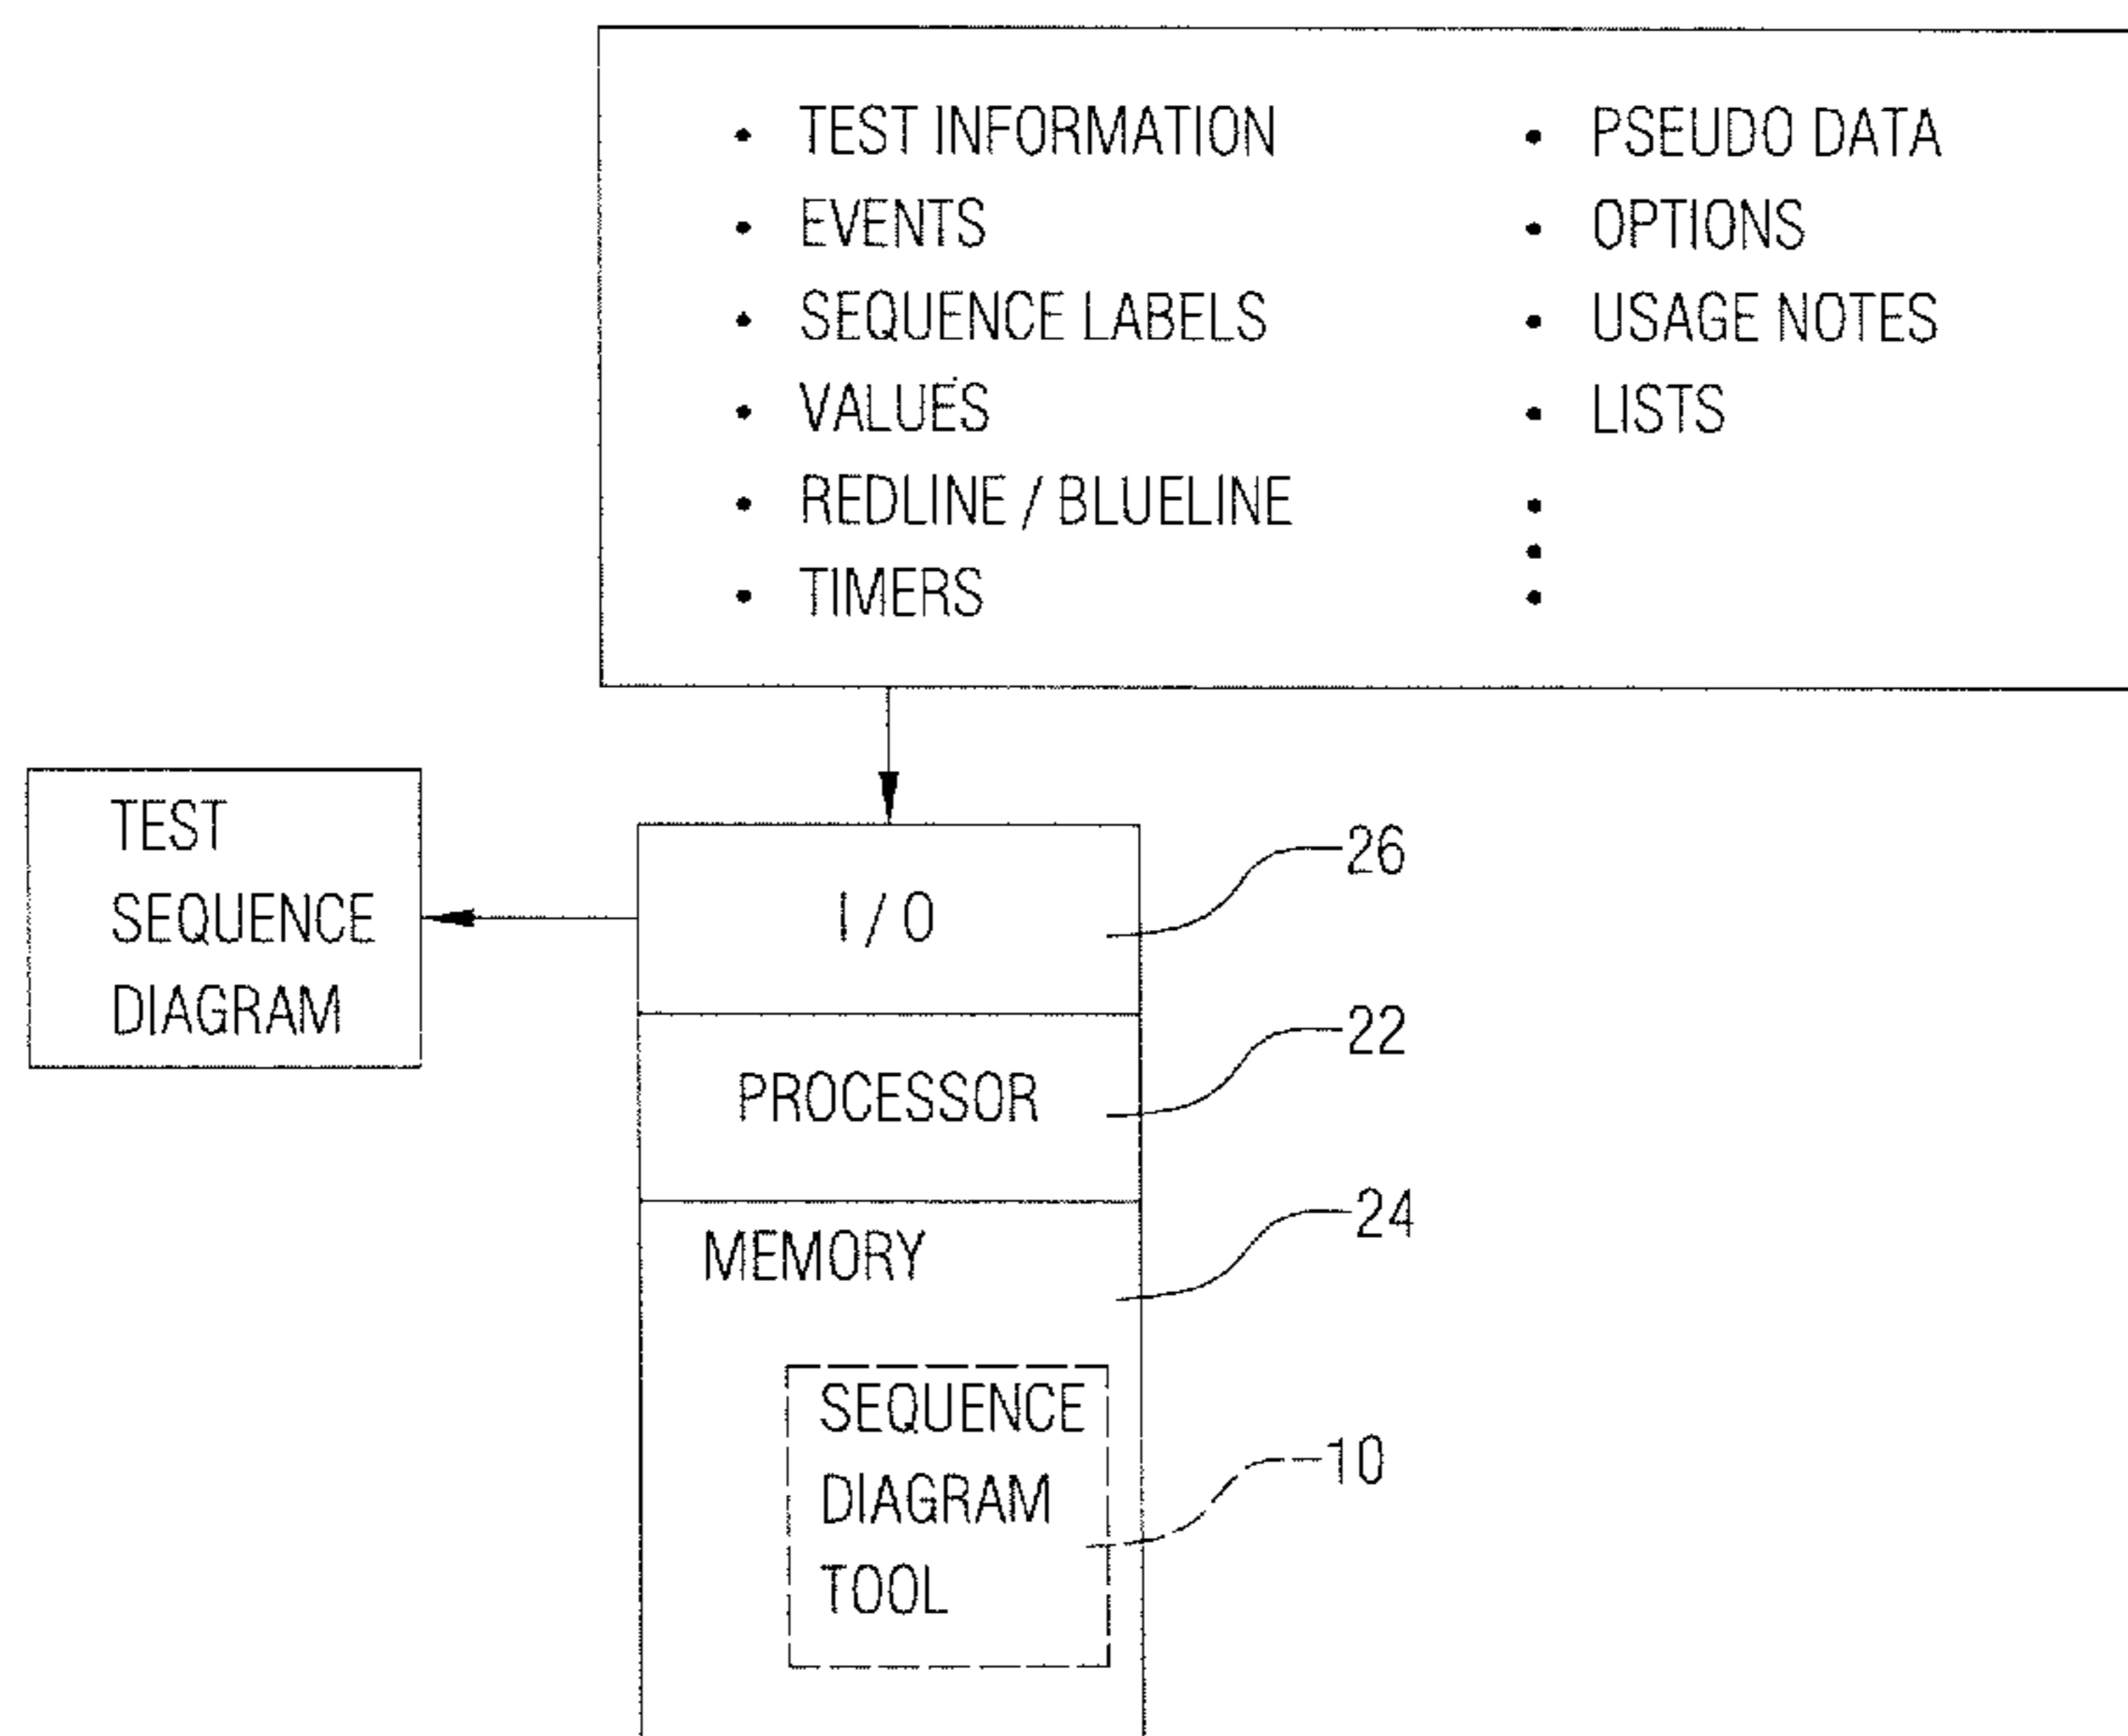 • TEST INFORMATION
• EVENTS
• SEQUENCE LABELS
• VALUES
• REDLINE / BLUELINE
• TIMERS
• PSEUDO DATA
• OPTIONS
• USAGE NOTES
• LISTS
•
•
•
TEST
SEQUENCE
DIAGRAM
I / O
26
PROCESSOR
22
MEMORY
24
SEQUENCE
DIAGRAM
TOOL
10